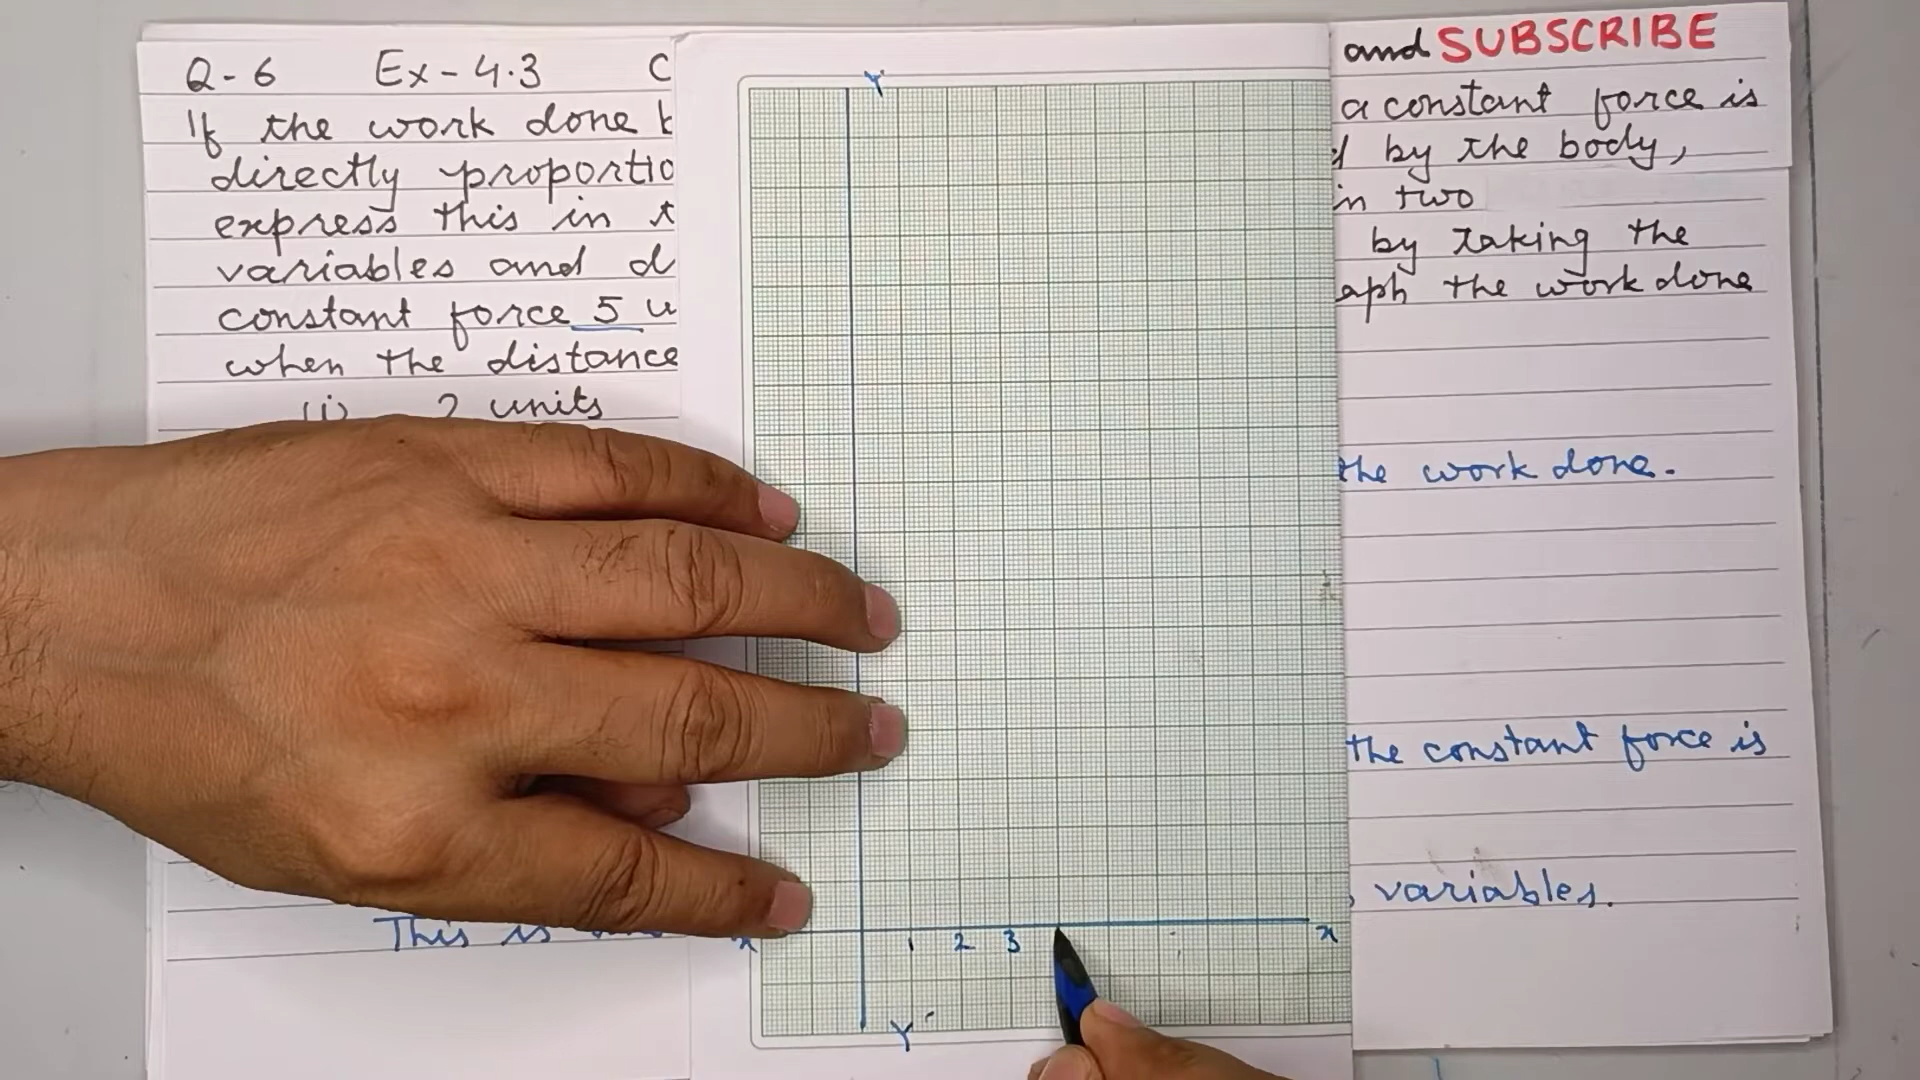 Q-6 Ex-4.3 C
and SUBSCRIBE
If the work done
a constant force is
directly proportio
by the body,
express this in t
in two
variables and d
by taking the
constant force 5 u
aph the work done
when the distance
(i) 2 units
the work done.
the constant force is
variables.
This is
Y
x 1 2 3 x
Y'